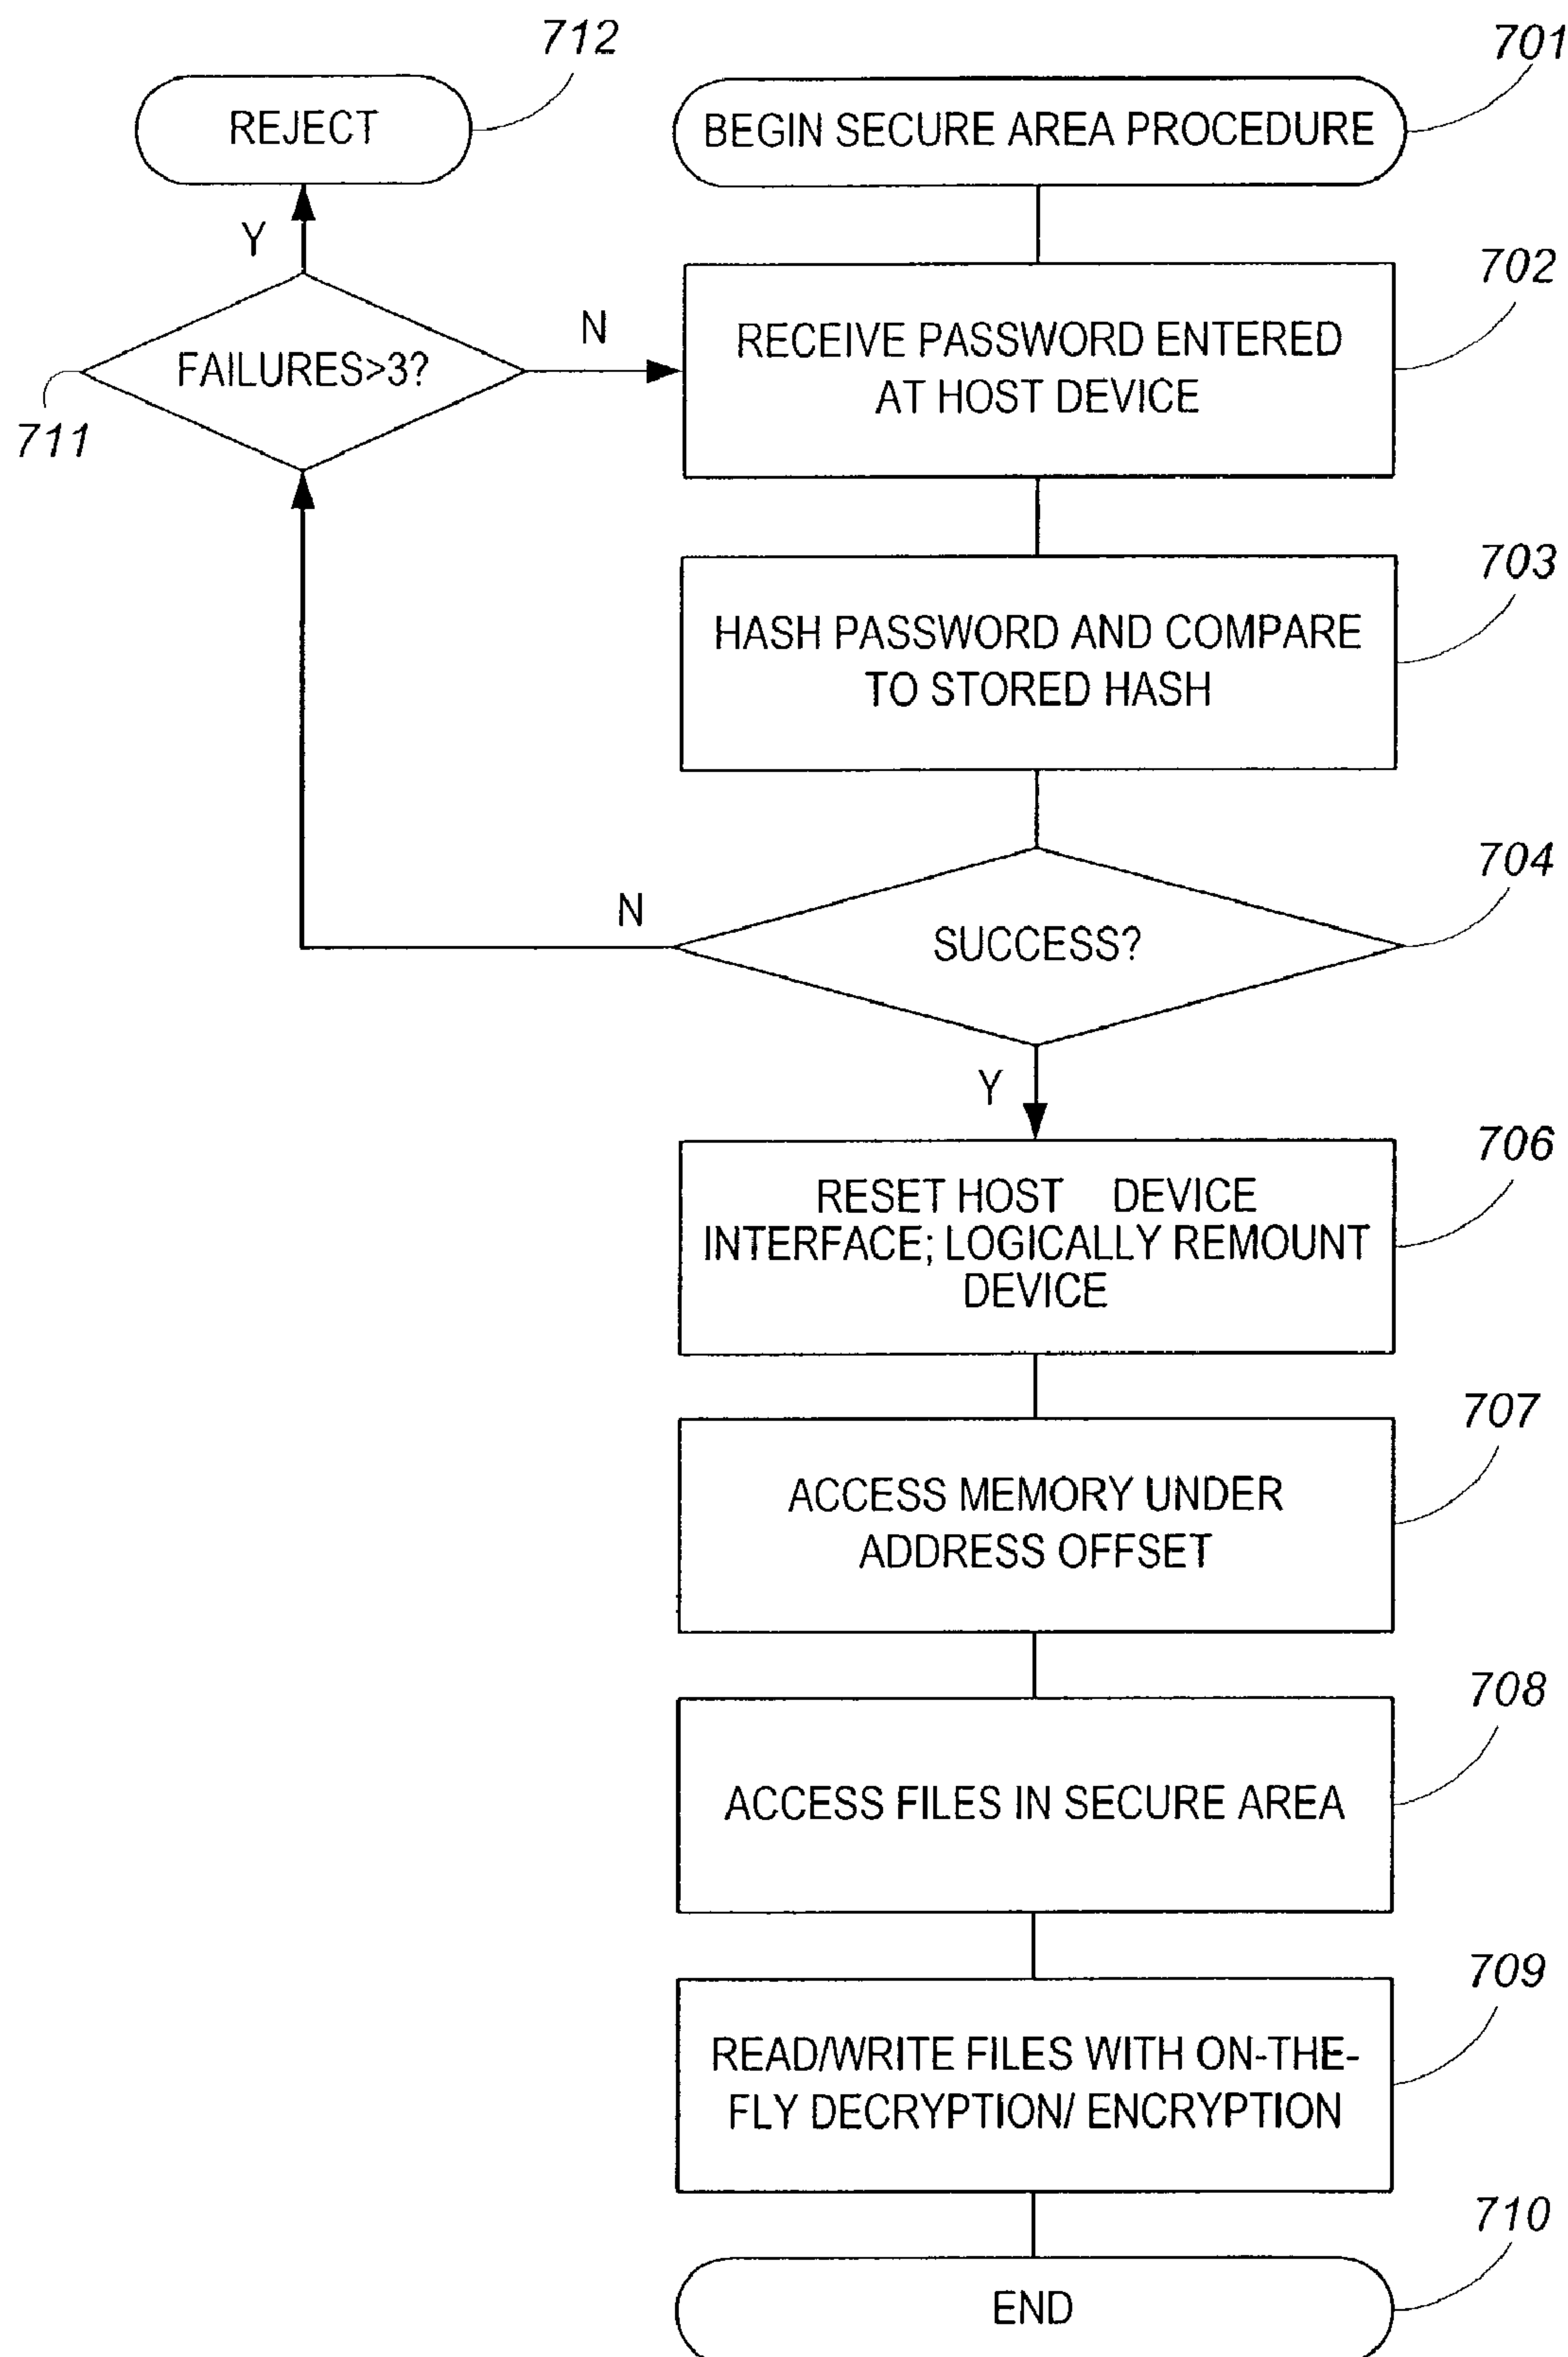 712
701
REJECT
BEGIN SECURE AREA PROCEDURE
Y
702
N
RECEIVE PASSWORD ENTERED
AT HOST DEVICE
FAILURES>3?
711
703
HASH PASSWORD AND COMPARE
TO STORED HASH
704
N
SUCCESS?
Y
706
RESET HOST DEVICE
INTERFACE; LOGICALLY REMOUNT
DEVICE
707
ACCESS MEMORY UNDER
ADDRESS OFFSET
708
ACCESS FILES IN SECURE AREA
709
READ/WRITE FILES WITH ON-THE-
FLY DECRYPTION/ ENCRYPTION
710
END